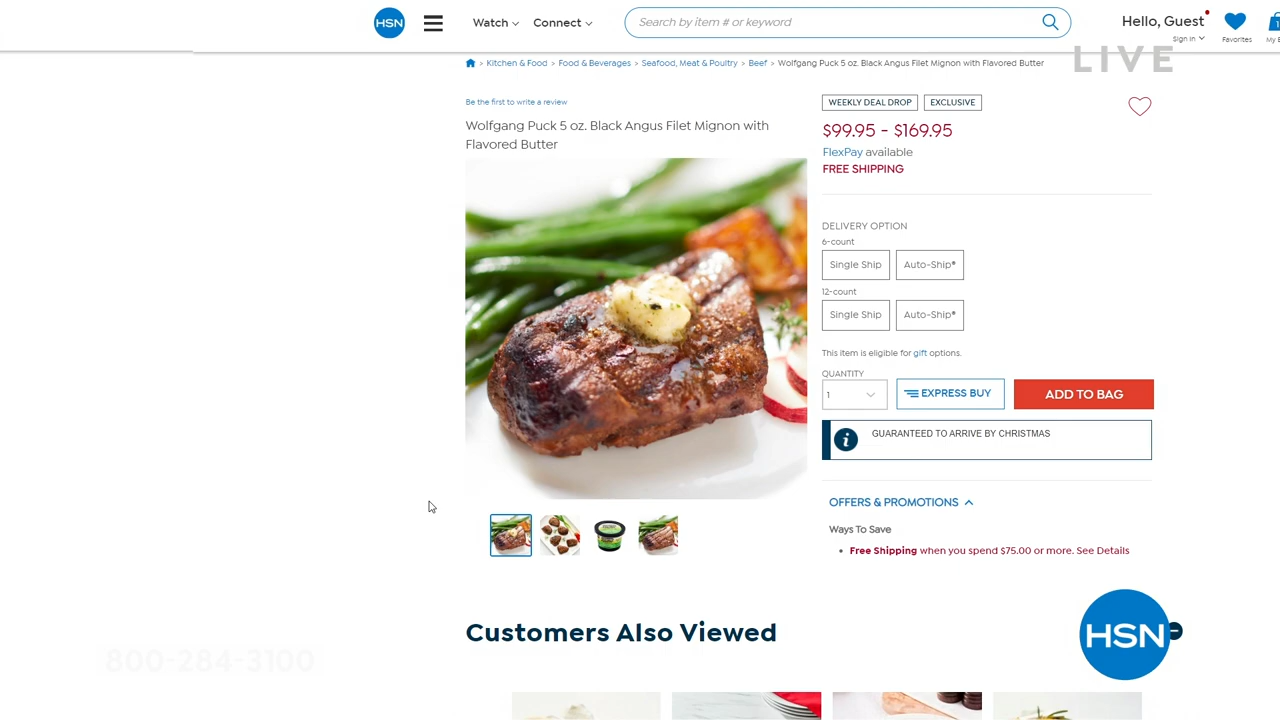 HSN
Watch
Connect
Search by item # or keyword
Hello, Guest
Sign In
Favorites
LIVE
> Kitchen & Food > Food & Beverages > Seafood, Meat & Poultry > Beef > Wolfgang Puck 5 oz. Black Angus Filet Mignon with Flavored Butter
Be the first to write a review
Wolfgang Puck 5 oz. Black Angus Filet Mignon with
Flavored Butter
WEEKLY DEAL DROP
EXCLUSIVE
$99.95 - $169.95
FlexPay available
FREE SHIPPING
DELIVERY OPTION
6-count
Single Ship
Auto-Ship®
12-count
Single Ship
Auto-Ship®
This item is eligible for gift options.
QUANTITY
1
EXPRESS BUY
ADD TO BAG
GUARANTEED TO ARRIVE BY CHRISTMAS
OFFERS & PROMOTIONS
Ways To Save
• Free Shipping when you spend $75.00 or more. See Details
Customers Also Viewed
HSN
800-284-3100